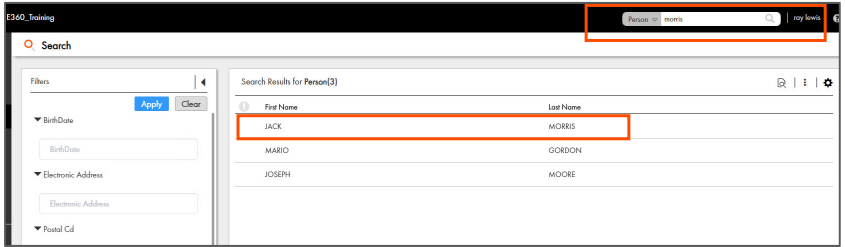 E360_Training
Person morris ray lewis
Search
Filters
Apply Clear
BirthDate
BirthDate
Electronic Address
Electronic Address
Postal Cd
Search Results for Person(3)
First Name Last Name
JACK MORRIS
MARIO GORDON
JOSEPH MOORE